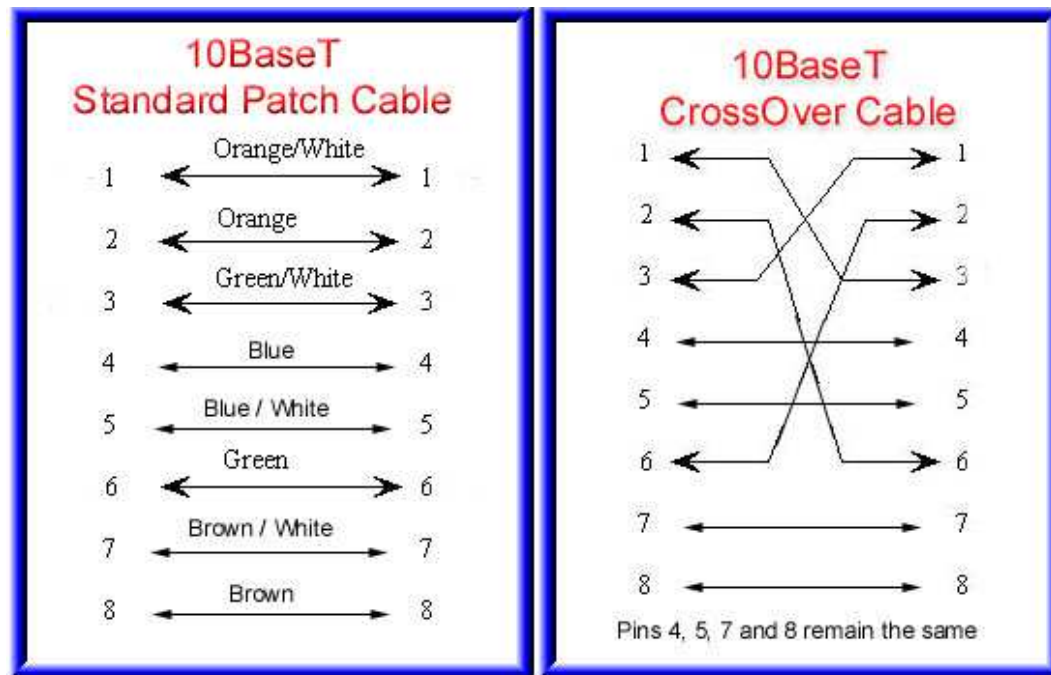 10BaseT
Standard Patch Cable
Orange/White
1 1
Orange
2 2
Green/White
3 3
Blue
4 4
Blue / White
5 5
Green
6 6
Brown / White
7 7
Brown
8 8
10BaseT
CrossOver Cable
1 1
2 2
3 3
4 4
5 5
6 6
7 7
8 8
Pins 4, 5, 7 and 8 remain the same